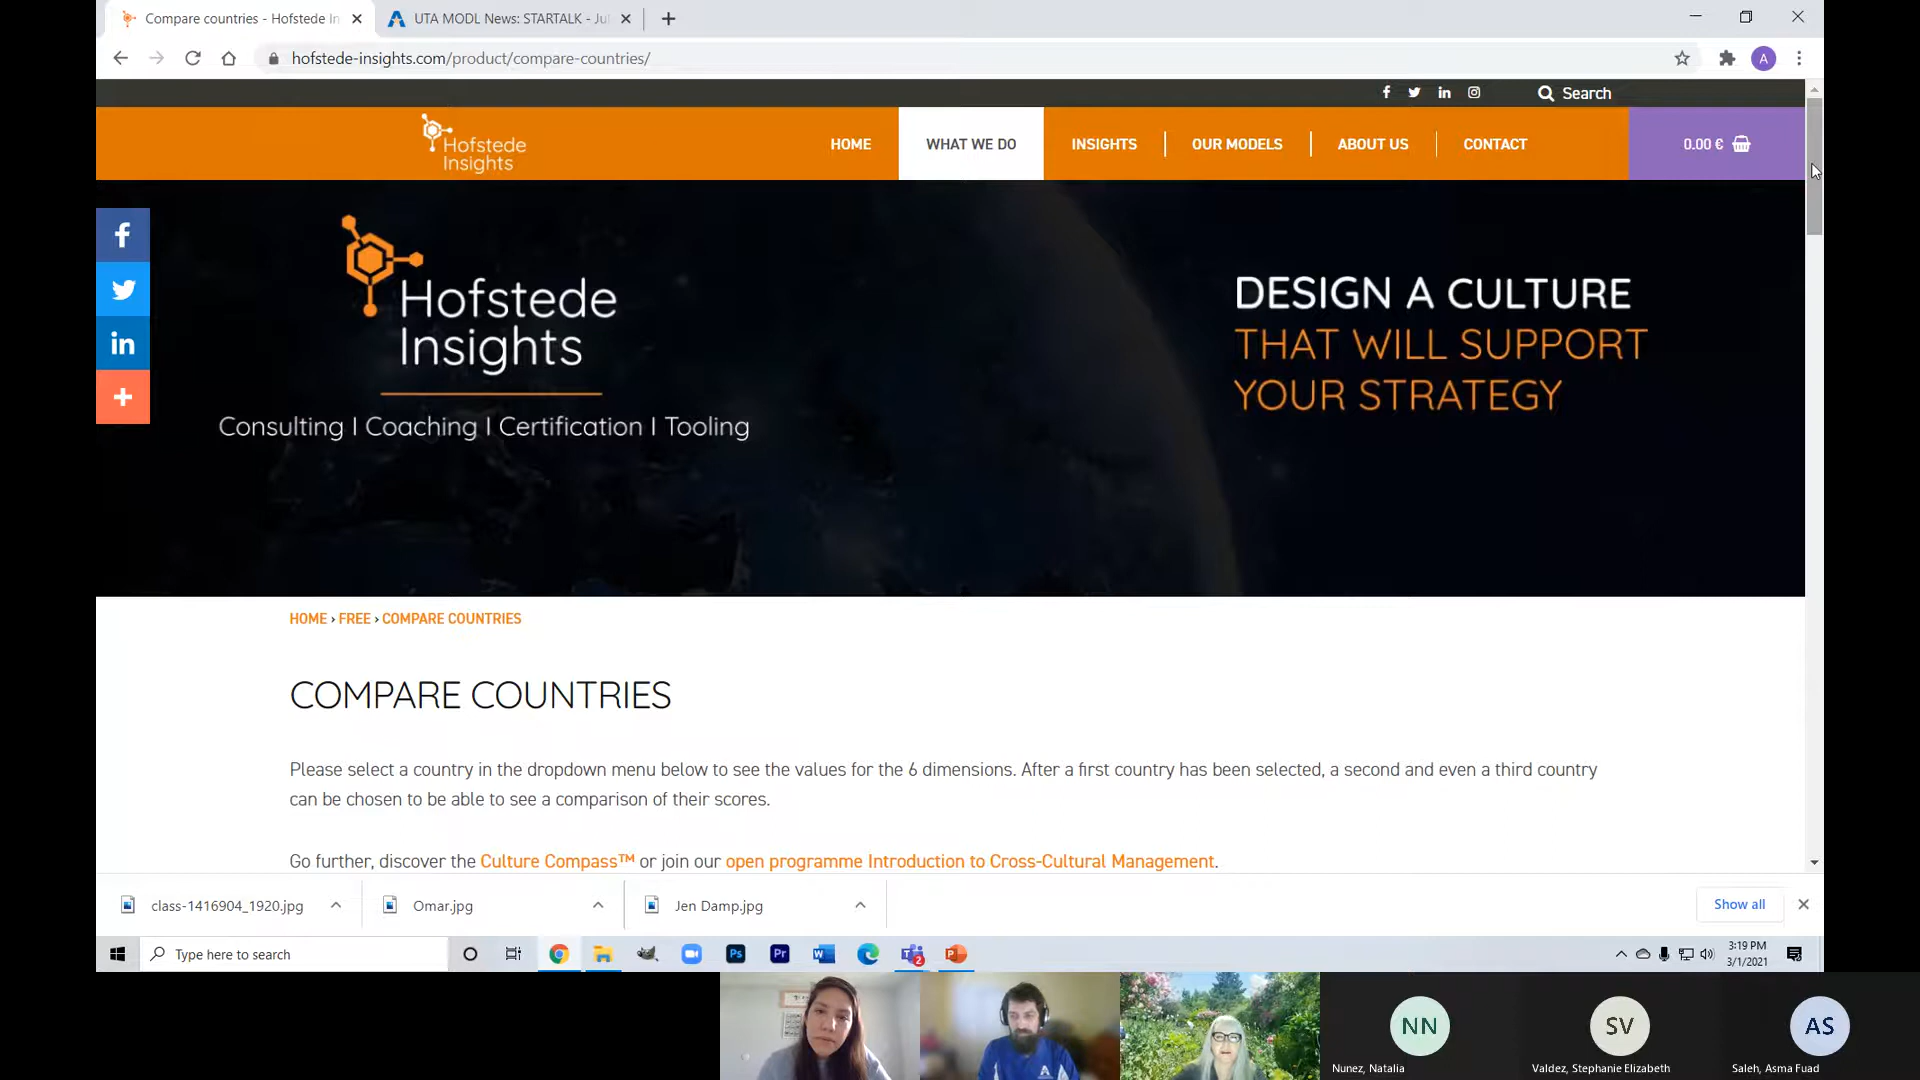 Compare countries - Hofstede In
UTA MODL News: STARTALK - Jul
hofstede-insights.com/product/compare-countries/
A
Search
Hofstede
Insights
HOME
WHAT WE DO
INSIGHTS
OUR MODELS
ABOUT US
CONTACT
0.00 €
Hofstede
Insights
Consulting | Coaching | Certification | Tooling
DESIGN A CULTURE
THAT WILL SUPPORT
YOUR STRATEGY
HOME › FREE › COMPARE COUNTRIES
COMPARE COUNTRIES
Please select a country in the dropdown menu below to see the values for the 6 dimensions. After a first country has been selected, a second and even a third country
can be chosen to be able to see a comparison of their scores.
Go further, discover the Culture Compass™ or join our open programme Introduction to Cross-Cultural Management.
class-1416904_1920.jpg
Omar.jpg
Jen Damp.jpg
Show all
Type here to search
3:19 PM
3/1/2021
NN
SV
AS
Nunez, Natalia
Valdez, Stephanie Elizabeth
Saleh, Asma Fuad